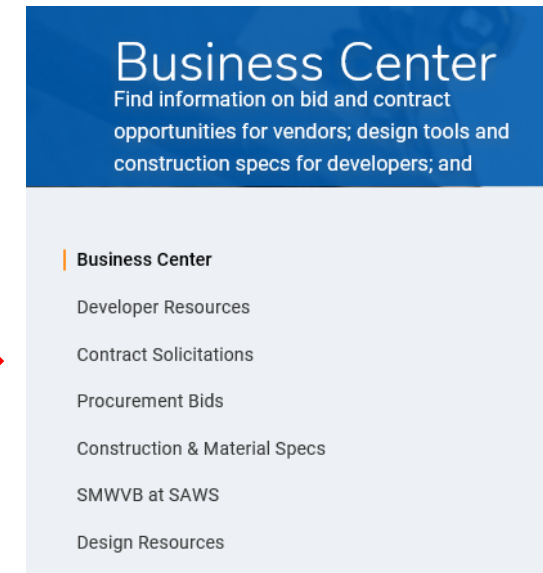 Business Center
Find information on bid and contract
opportunities for vendors; design tools and
construction specs for developers; and
Business Center
Developer Resources
Contract Solicitations
Procurement Bids
Construction & Material Specs
SMWVB at SAWS
Design Resources